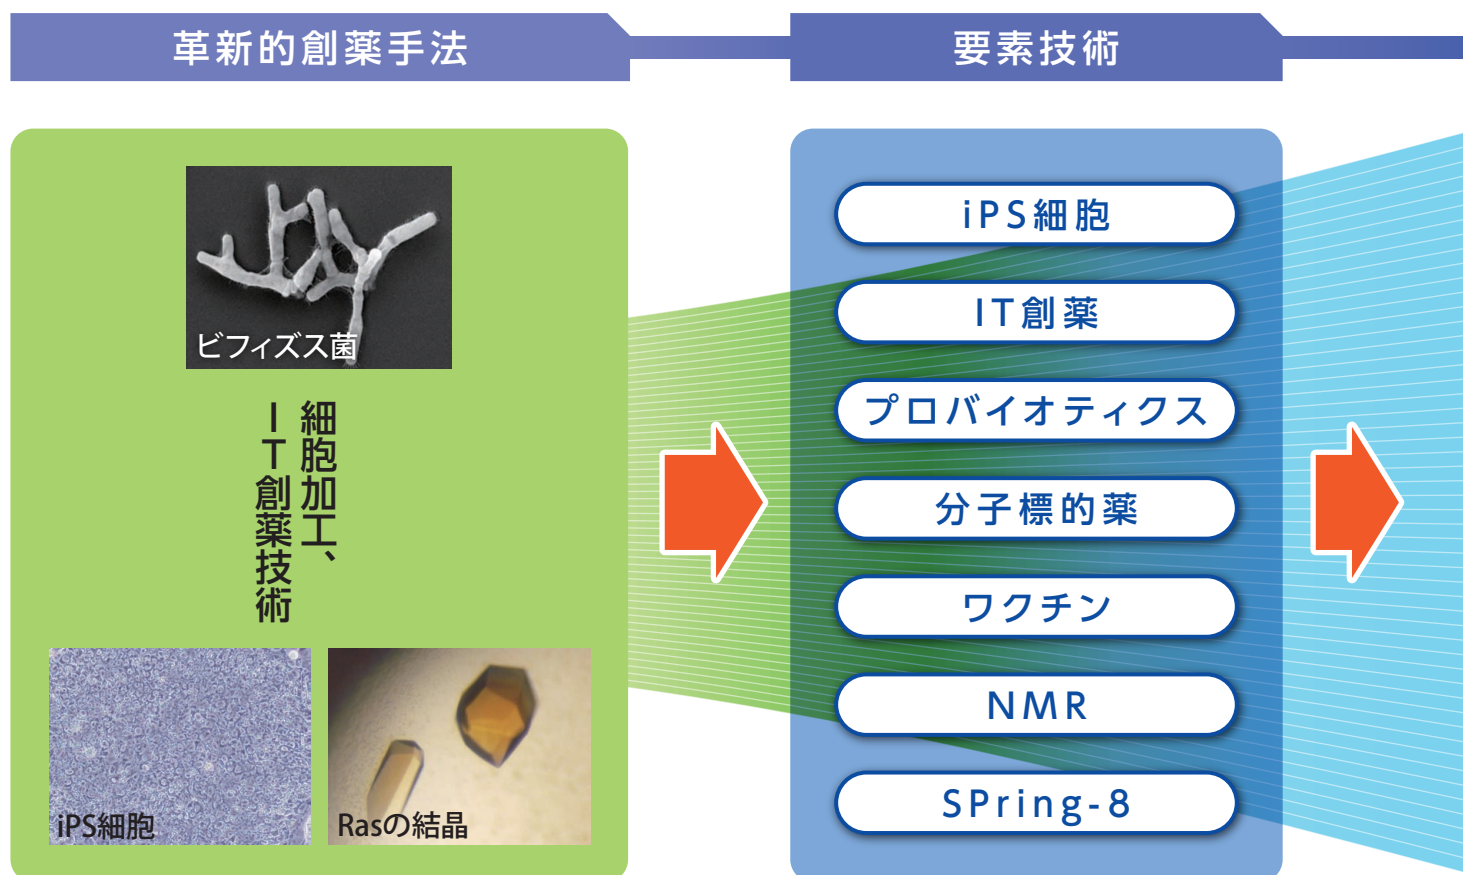 革新的創薬手法
要素技術
ビフィズス菌
細胞加工、
IT創薬技術
iPS細胞
Rasの結晶
iPS細胞
IT創薬
プロバイオティクス
分子標的薬
ワクチン
NMR
SPring-8